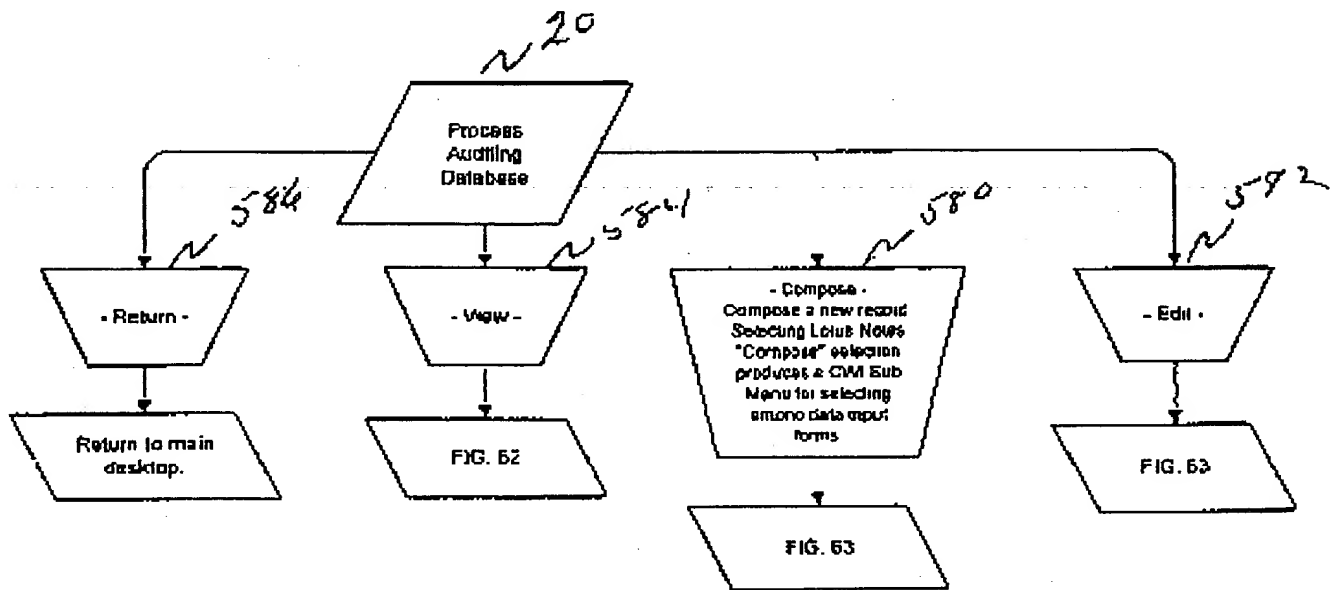 20
Process
Auditing
Database
586
584
580
582
- Return -
- View -
- Compose -
Compose a new record
Selecting Lotus Notes
"Compose" selection
produces a CWI Sub
Menu for selecting
among data input
forms
- Edit -
Return to main
desktop.
FIG. 62
FIG. 63
FIG. 63